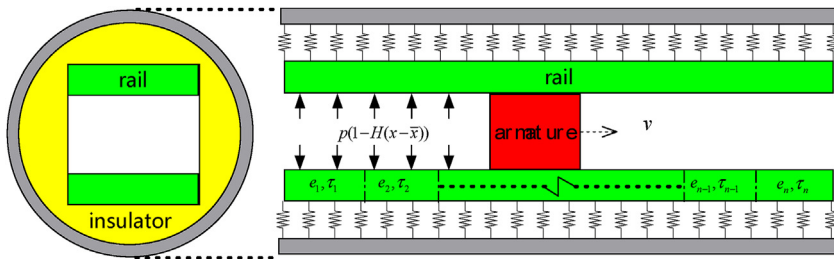 rail
insulator
rail
p(1−H(x−x̄))
armature
v
e₁,τ₁
e₂,τ₂
eₙ₋₁,τₙ₋₁
eₙ,τₙ